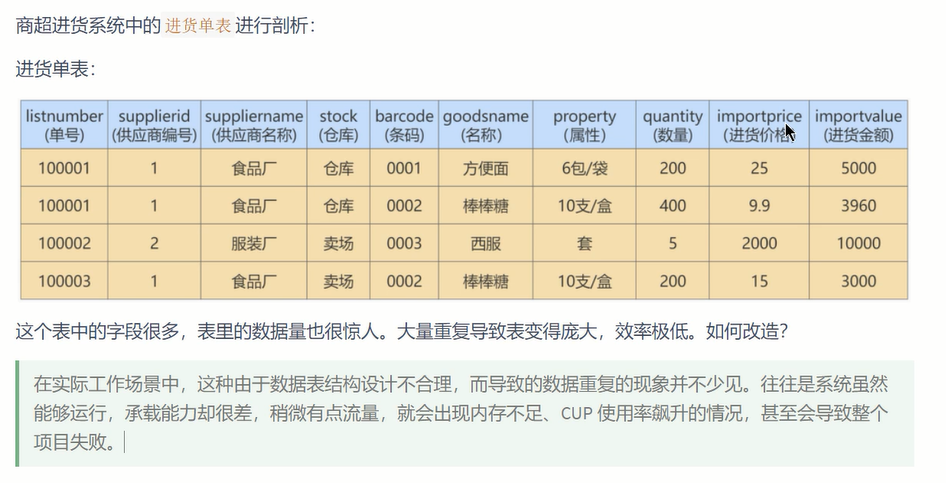 商超进货系统中的 进货单表 进行剖析：
进货单表：
listnumber supplierid suppliername stock barcode goodsname property quantity importprice importvalue
(单号) (供应商编号) (供应商名称) (仓库) (条码) (名称) (属性) (数量) (进货价格) (进货金额)
100001 1 食品厂 仓库 0001 方便面 6包/袋 200 25 5000
100001 1 食品厂 仓库 0002 棒棒糖 10支/盒 400 9.9 3960
100002 2 服装厂 卖场 0003 西服 套 5 2000 10000
100003 1 食品厂 卖场 0002 棒棒糖 10支/盒 200 15 3000
这个表中的字段很多，表里的数据量也很惊人。大量重复导致表变得庞大，效率极低。如何改造？
在实际工作场景中，这种由于数据表结构设计不合理，而导致的数据重复的现象并不少见。往往是系统虽然
能够运行，承载能力却很差，稍微有点流量，就会出现内存不足、CUP 使用率飙升的情况，甚至会导致整个
项目失败。